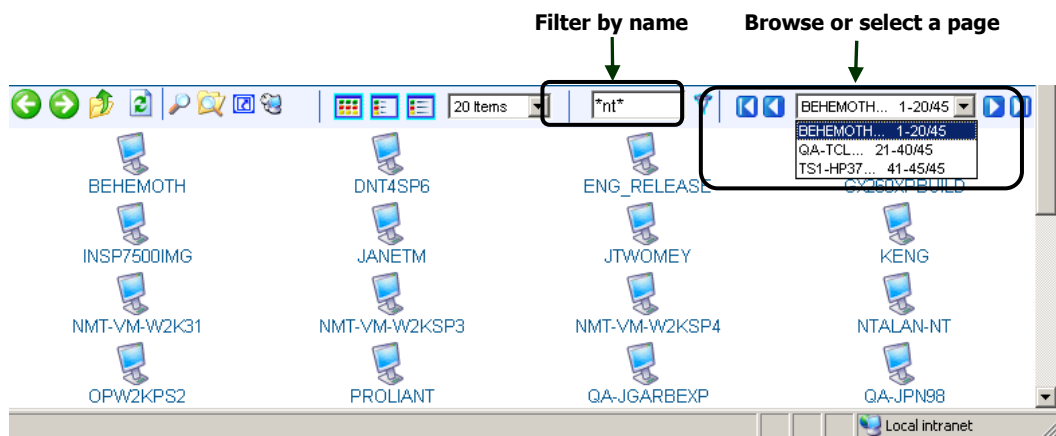 Filter by name
Browse or select a page
20 Items
*nt*
BEHEMOTH... 1-20/45
BEHEMOTH... 1-20/45
QA-TCL... 21-40/45
TS1-HP37... 41-45/45
BEHEMOTH
DNT4SP6
ENG_RELEASE
GX260XPBUILD
INSP7500IMG
JANETM
JTWOMEY
KENG
NMT-VM-W2K31
NMT-VM-W2KSP3
NMT-VM-W2KSP4
NTALAN-NT
OPW2KPS2
PROLIANT
QA-JGARBEXP
QA-JPN98
Local intranet